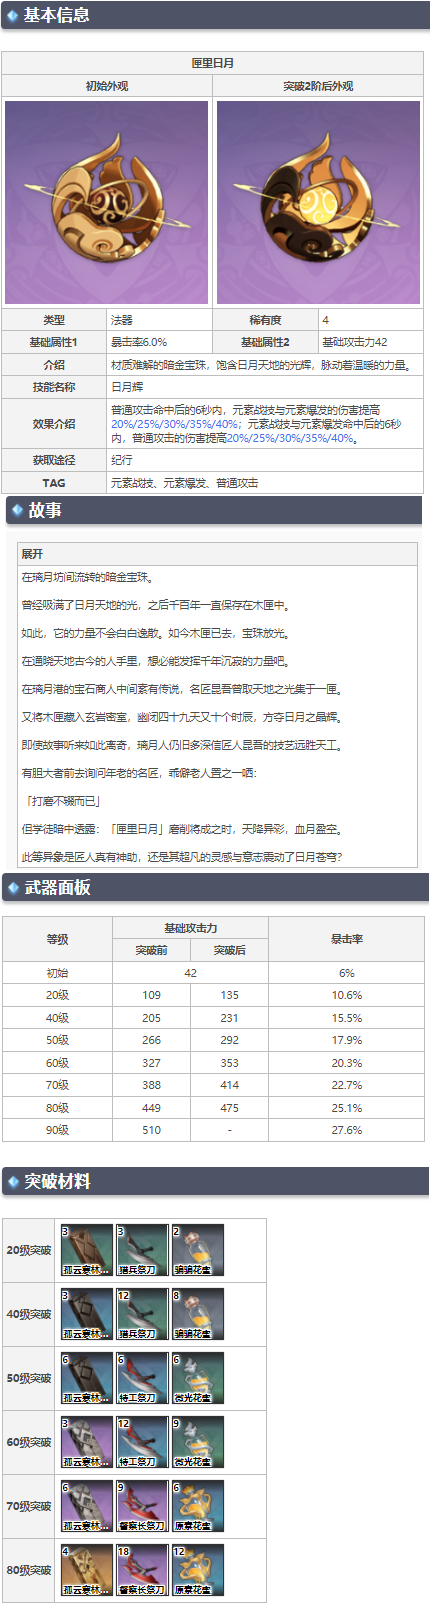 基本信息
匣里日月
初始外观 突破2阶后外观
类型 法器 稀有度 4
基础属性1 暴击率6.0% 基础属性2 基础攻击力42
介绍 材质难解的暗金宝珠，饱含日月天地的光辉，脉动着温暖的力量。
技能名称 日月辉
效果介绍 普通攻击命中后的6秒内，元素战技与元素爆发的伤害提高
20%/25%/30%/35%/40%；元素战技与元素爆发命中后的6秒
内，普通攻击的伤害提高20%/25%/30%/35%/40%。
获取途径 纪行
TAG 元素战技、元素爆发、普通攻击
故事
展开
在璃月坊间流转的暗金宝珠。
曾经吸满了日月天地的光，之后千百年一直保存在木匣中。
如此，它的力量不会白白逸散。如今木匣已去，宝珠放光。
在通晓天地古今的人手里，想必能发挥千年沉寂的力量吧。
在璃月港的宝石商人中间素有传说，名匠昆吾曾取天地之光集于一匣。
又将木匣藏入玄岩密室，幽闭四十九天又十个时辰，方夺日月之晶辉。
即使故事听来如此离奇，璃月人仍旧多深信匠人昆吾的技艺远胜天工。
有胆大者前去询问年老的名匠，乖僻老人置之一哂：
「打磨不辍而已」
但学徒暗中透露：「匣里日月」磨削将成之时，天降异彩，血月盈空。
此等异象是匠人真有神助，还是其超凡的灵感与意志震动了日月苍穹？
武器面板
等级 基础攻击力 暴击率
突破前 突破后
初始 42 6%
20级 109 135 10.6%
40级 205 231 15.5%
50级 266 292 17.9%
60级 327 353 20.3%
70级 388 414 22.7%
80级 449 475 25.1%
90级 510 - 27.6%
突破材料
3 3 2
20级突破
孤云寒林... 猎兵祭刀 骗骗花蜜
3 12 8
40级突破
孤云寒林... 猎兵祭刀 骗骗花蜜
6 6 6
50级突破
孤云寒林... 特工祭刀 微光花蜜
3 12 9
60级突破
孤云寒林... 特工祭刀 微光花蜜
6 9 6
70级突破
孤云寒林... 督察长祭刀 原素花蜜
4 18 12
80级突破
孤云寒林... 督察长祭刀 原素花蜜